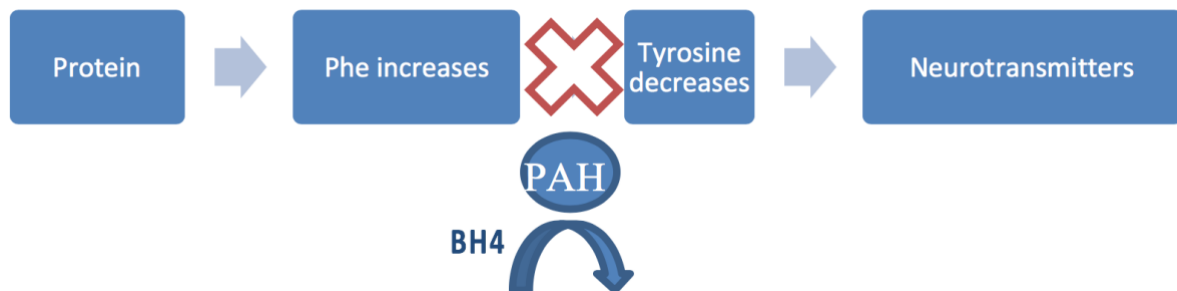 Protein
Phe increases
Tyrosine
decreases
Neurotransmitters
PAH
BH4